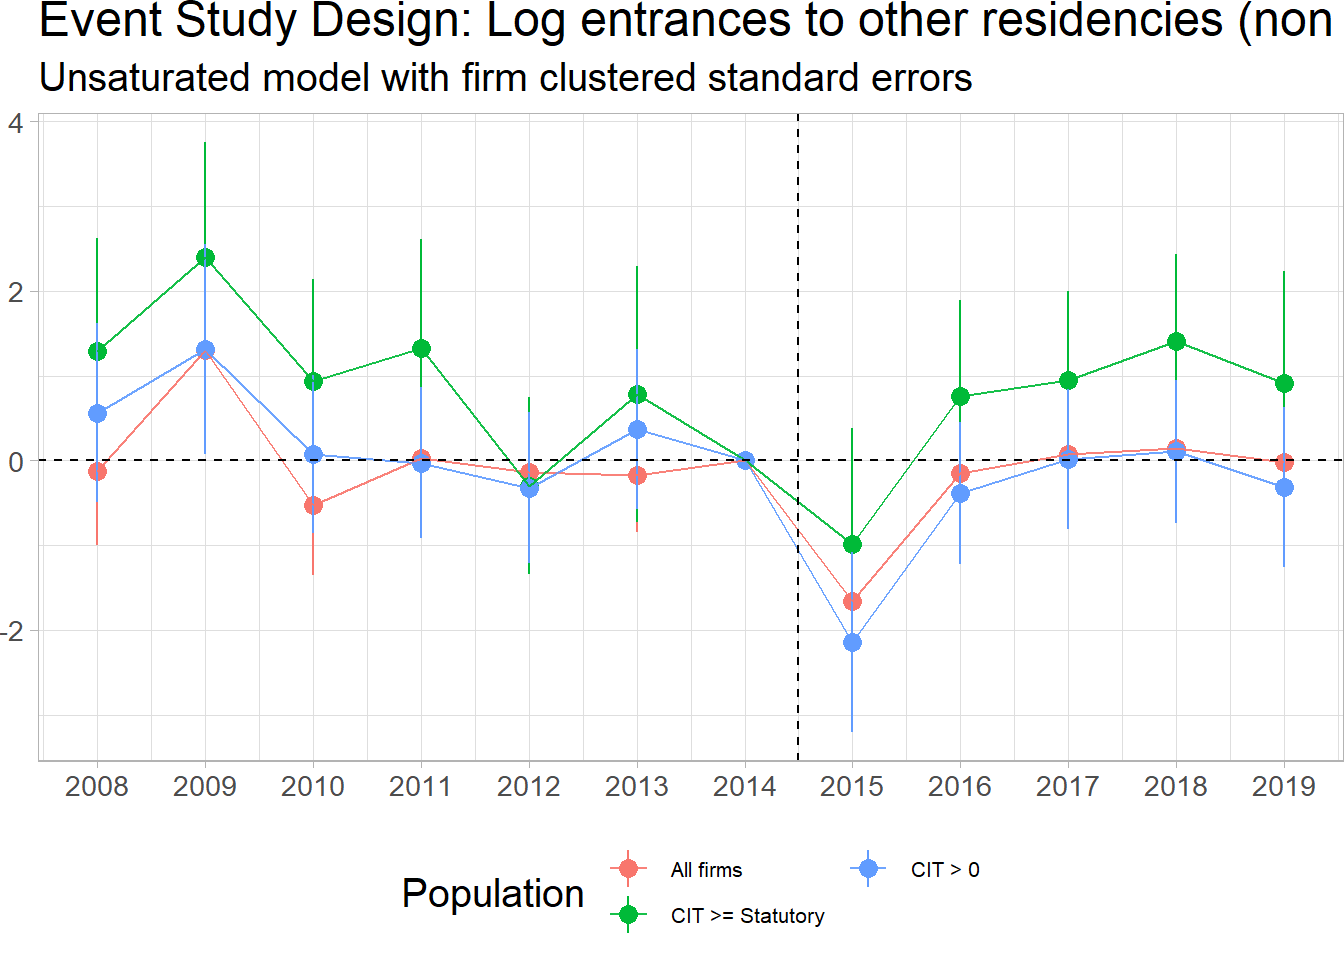 Event Study Design: Log entrances to other residencies (non
Unsaturated model with firm clustered standard errors
4
2
0
-2
2008 2009 2010 2011 2012 2013 2014 2015 2016 2017 2018 2019
Population
All firms
CIT > 0
CIT >= Statutory